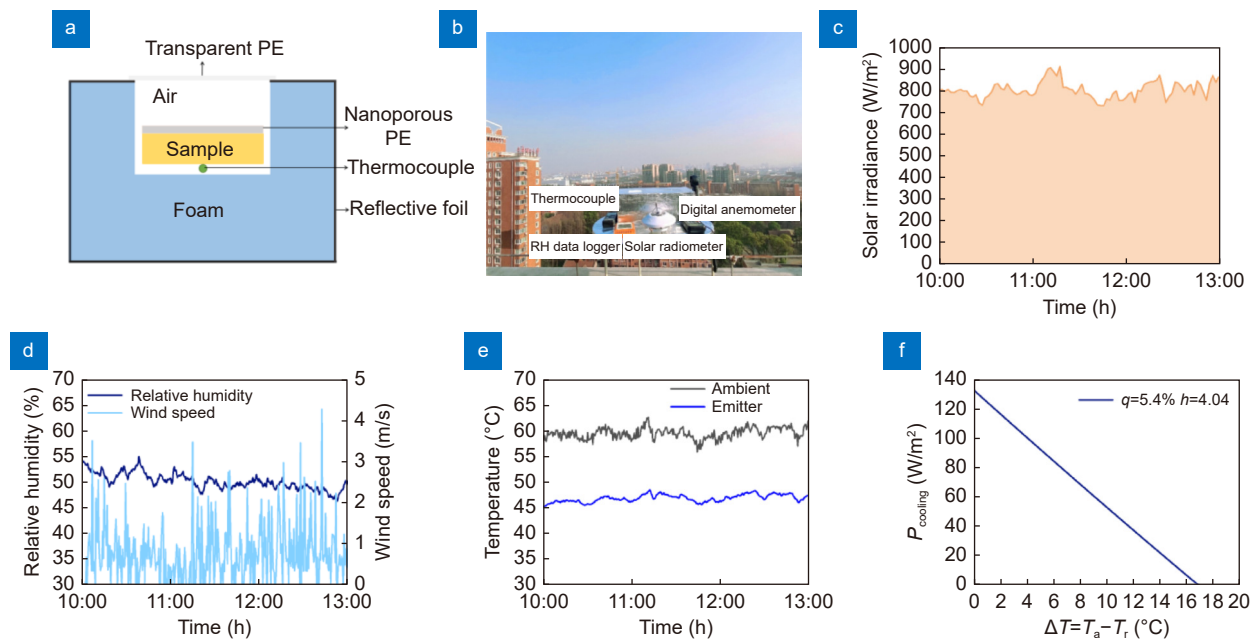 a
Transparent PE
Air
Nanoporous
PE
Sample
Thermocouple
Foam
Reflective foil
b
Thermocouple
Digital anemometer
RH data logger
Solar radiometer
c
1000
900
800
700
600
500
400
300
200
100
0
Solar irradiance (W/m²)
10:00 11:00 12:00 13:00
Time (h)
d
70
65
60
55
50
45
40
35
30
Relative humidity (%)
Relative humidity
Wind speed
5
4
3
2
1
0
Wind speed (m/s)
10:00 11:00 12:00 13:00
Time (h)
e
70
65
60
55
50
45
40
35
30
Temperature (°C)
Ambient
Emitter
10:00 11:00 12:00 13:00
Time (h)
f
140
120
100
80
60
40
20
0
P_cooling (W/m²)
q=5.4% h=4.04
0 2 4 6 8 10 12 14 16 18 20
ΔT=Tₐ−Tᵣ (°C)